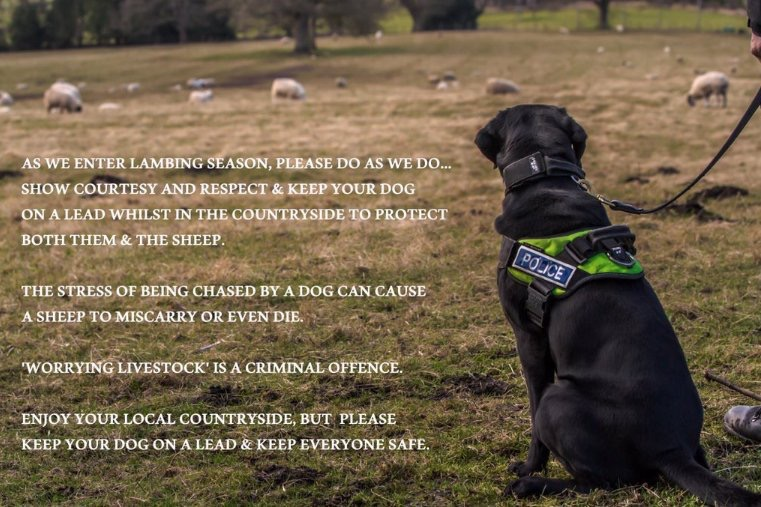 AS WE ENTER LAMBING SEASON, PLEASE DO AS WE DO...
SHOW COURTESY AND RESPECT & KEEP YOUR DOG
ON A LEAD WHILST IN THE COUNTRYSIDE TO PROTECT
BOTH THEM & THE SHEEP.
THE STRESS OF BEING CHASED BY A DOG CAN CAUSE
A SHEEP TO MISCARRY OR EVEN DIE.
'WORRYING LIVESTOCK' IS A CRIMINAL OFFENCE.
ENJOY YOUR LOCAL COUNTRYSIDE, BUT PLEASE
KEEP YOUR DOG ON A LEAD & KEEP EVERYONE SAFE.
POLICE